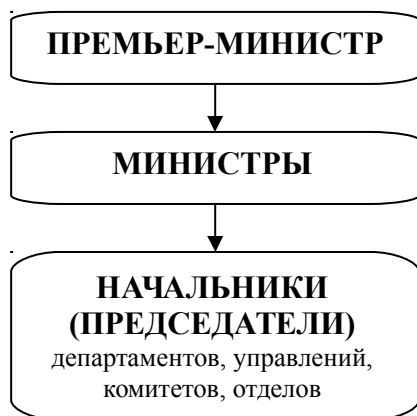 ПРЕМЬЕР-МИНИСТР
МИНИСТРЫ
НАЧАЛЬНИКИ
(ПРЕДСЕДАТЕЛИ)
департаментов, управлений,
комитетов, отделов